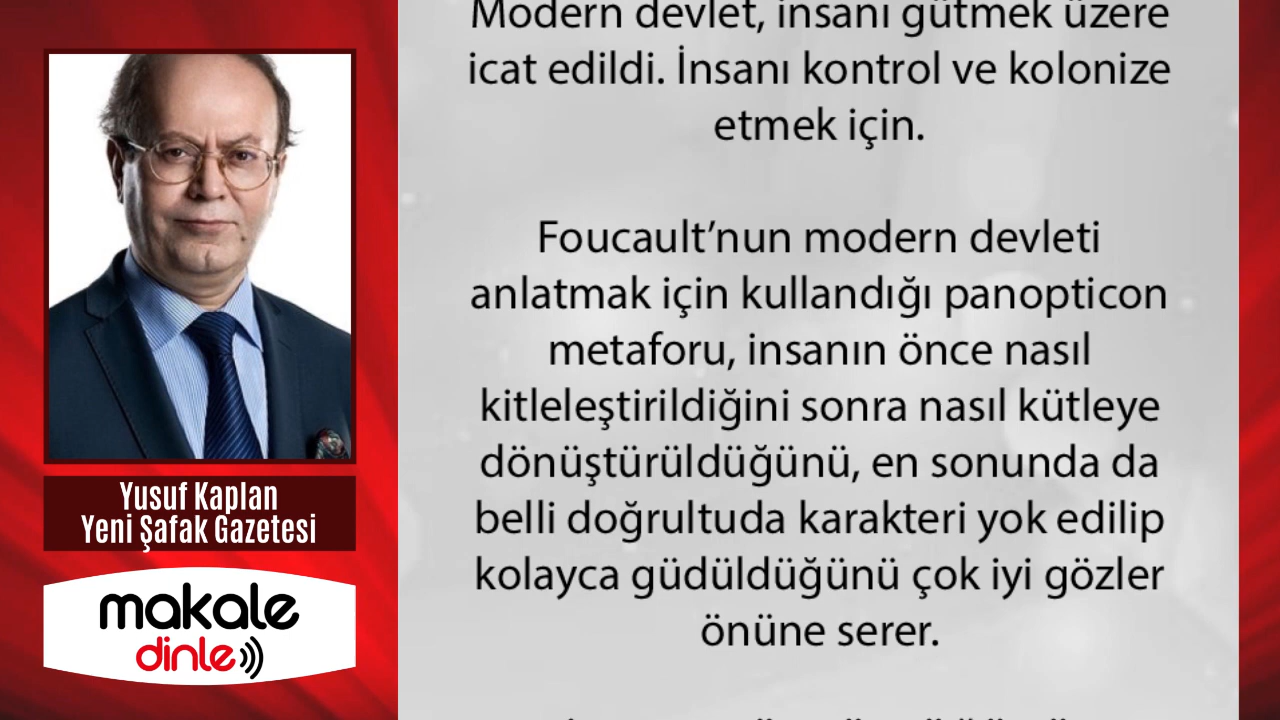 Modern devlet, insanı gütmek üzere
icat edildi. İnsanı kontrol ve kolonize
etmek için.
Foucault’nun modern devleti
anlatmak için kullandığı panopticon
metaforu, insanın önce nasıl
kitleleştirildiğini sonra nasıl kütleye
dönüştürüldüğünü, en sonunda da
belli doğrultuda karakteri yok edilip
kolayca güdüldüğünü çok iyi gözler
önüne serer.
Yusuf Kaplan
Yeni Şafak Gazetesi
makale
dinle